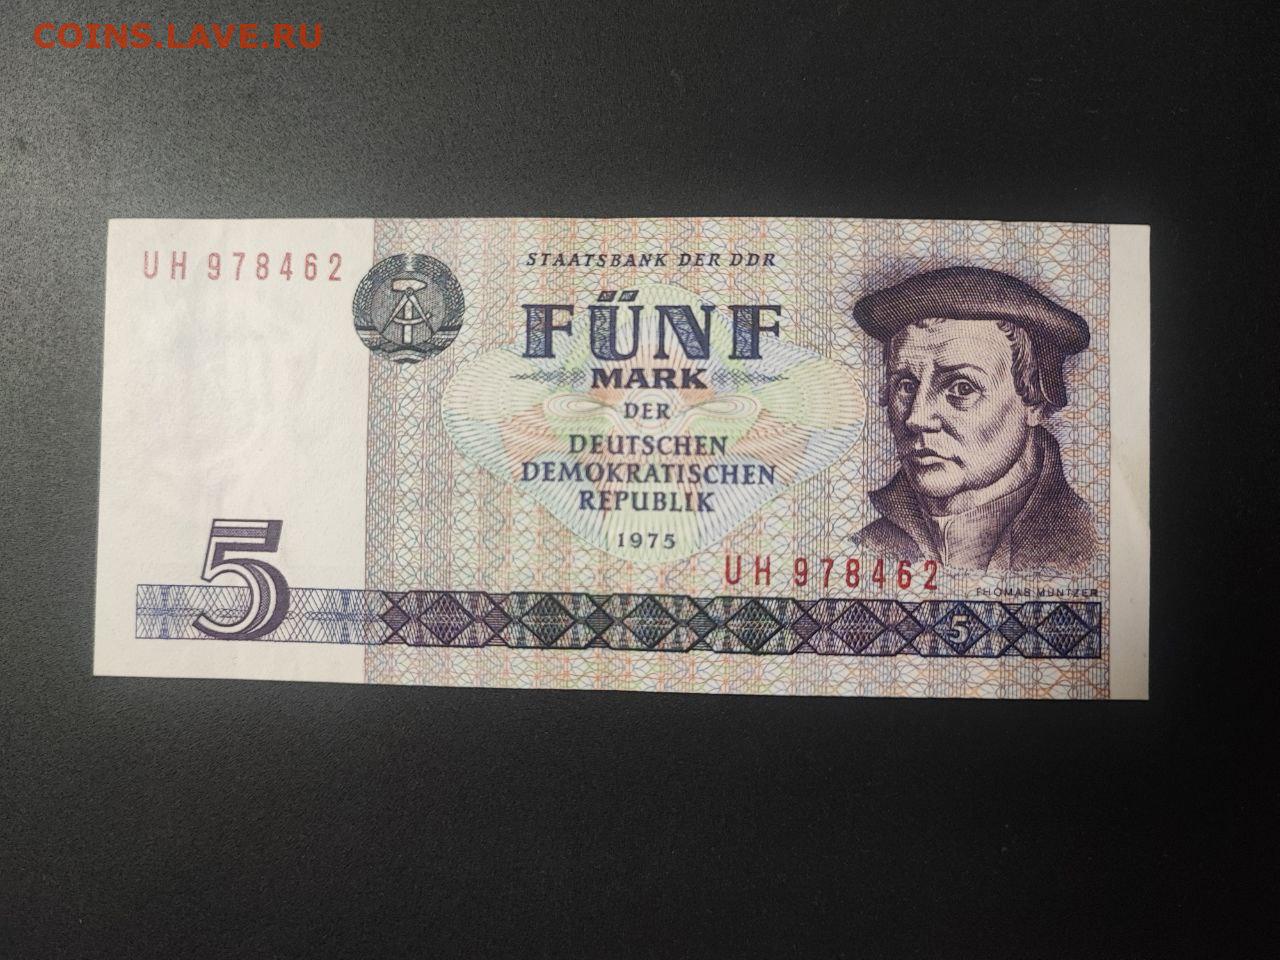 COINS.LAVE.RU
UH 978462
STAATSBANK DER DDR
FÜNF
MARK
DER
DEUTSCHEN
DEMOKRATISCHEN
REPUBLIK
1975
UH 978462
THOMAS MÜNTZER
5
5